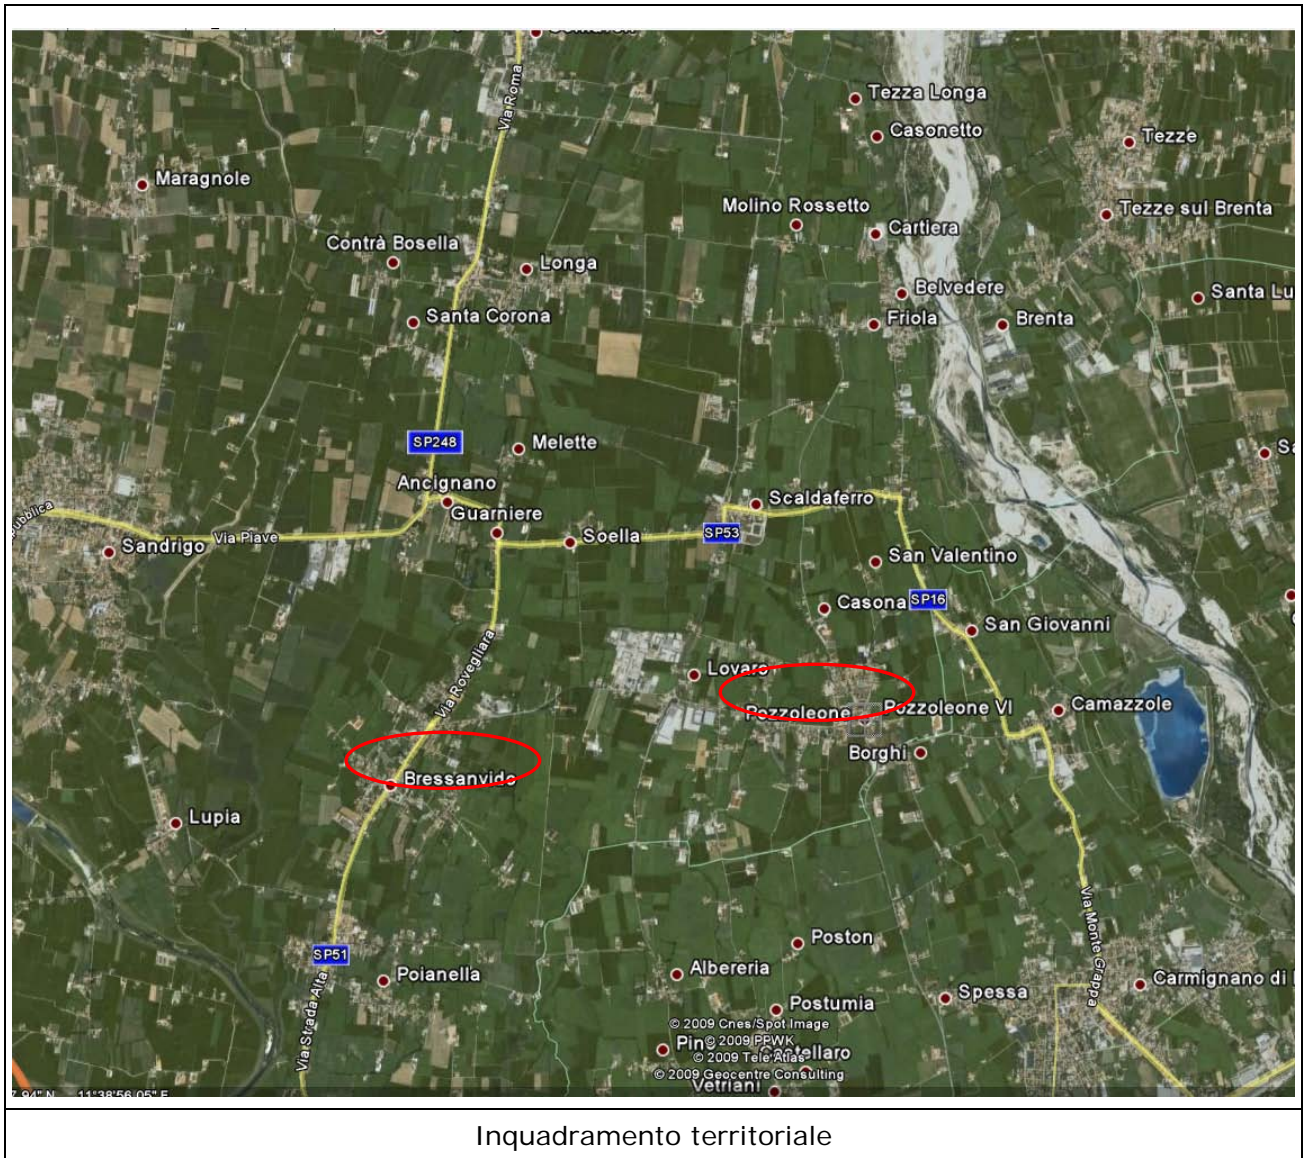 Via Roma
Tezza Longa
Casonetto
Tezze
Maragnole
Molino Rossetto
Tezze sul Brenta
Cartiera
Contrà Bosella
Longa
Belvedere
Santa Lu
Santa Corona
Friola
Brenta
SP248
Melette
Ancignano
Scaldaferro
Guarniere
pubblica
Via Piave
Soella
SP53
Sandrigo
San Valentino
Casona
SP16
San Giovanni
Via Rovegliara
Lovaro
Pozzoleone
Pozzoleone VI
Camazzole
Borghi
Bressanvido
Lupia
Via Monte Grappa
Poston
SP51
Poianella
Albereria
Carmignano di
Spessa
Postumia
Via Strada Alta
© 2009 Cnes/Spot Image
© 2009 PPWK
© 2009 Tele Atlas
© 2009 Geocentre Consulting
Vetriani
11°38'56.05" E
Inquadramento territoriale